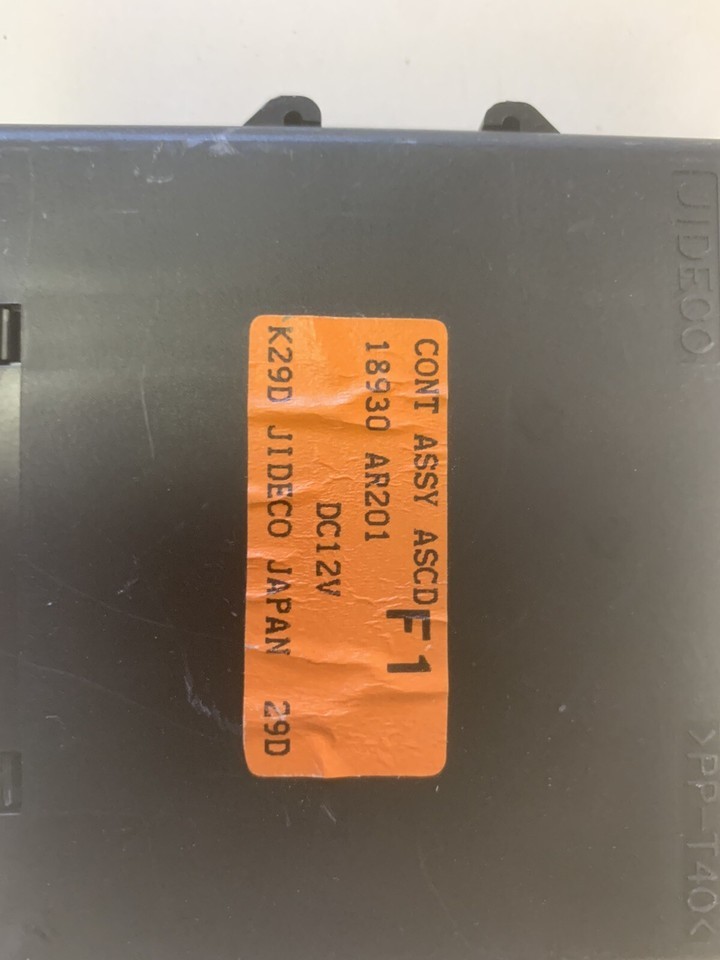 JIDECO
>PP-T40<
CONT ASSY ASCD
F1
18930 AR201
DC12V
K29D JIDECO JAPAN 29D